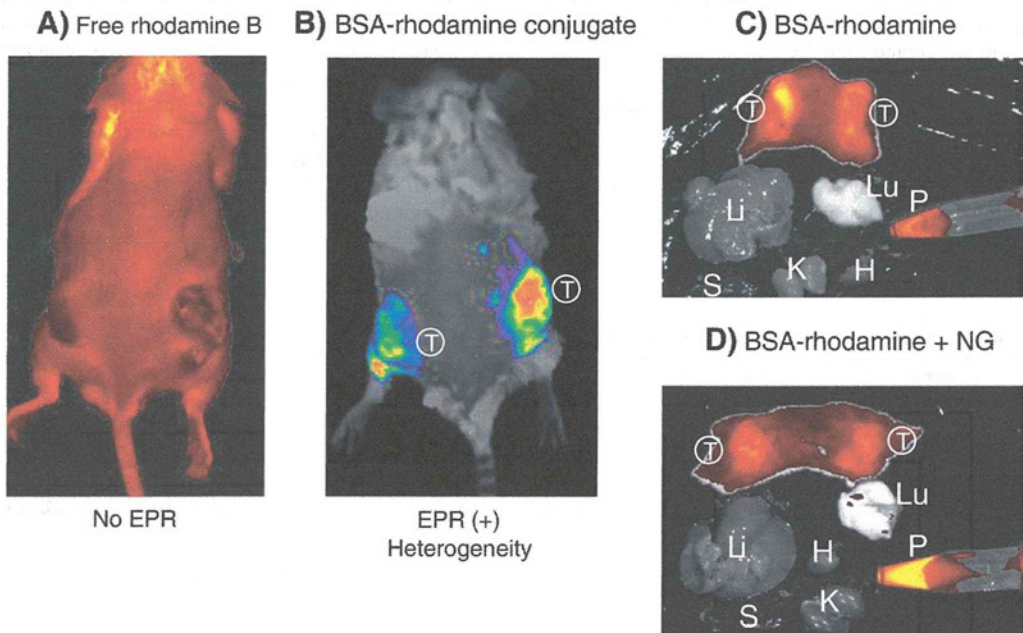 A) Free rhodamine B
No EPR
B) BSA-rhodamine conjugate
T
T
EPR (+)
Heterogeneity
C) BSA-rhodamine
T
T
Li
Lu
P
S
K
H
D) BSA-rhodamine + NG
T
T
Lu
Li
H
P
S
K